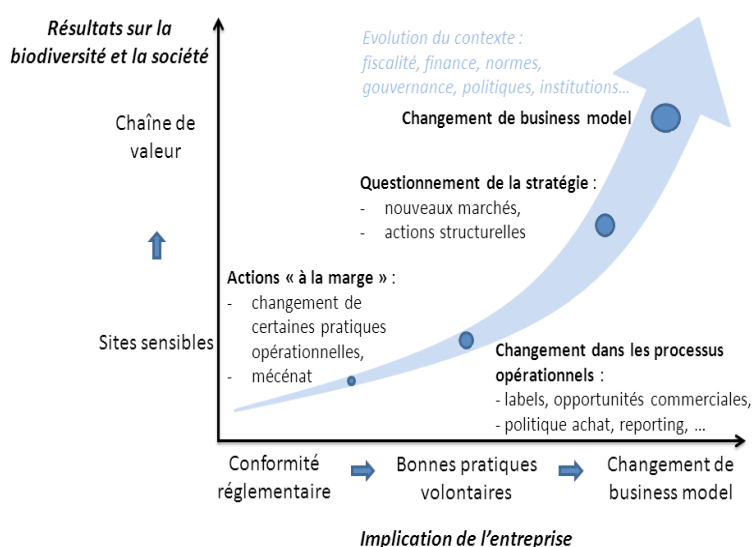 Résultats sur la
biodiversité et la société
Evolution du contexte :
fiscalité, finance, normes,
gouvernance, politiques, institutions...
Chaîne de
valeur
Changement de business model
Questionnement de la stratégie :
- nouveaux marchés,
- actions structurelles
Actions « à la marge » :
- changement de
certaines pratiques
opérationnelles,
- mécénat
Sites sensibles
Changement dans les processus
opérationnels :
- labels, opportunités commerciales,
- politique achat, reporting, ...
Conformité
réglementaire
Bonnes pratiques
volontaires
Changement de
business model
Implication de l'entreprise